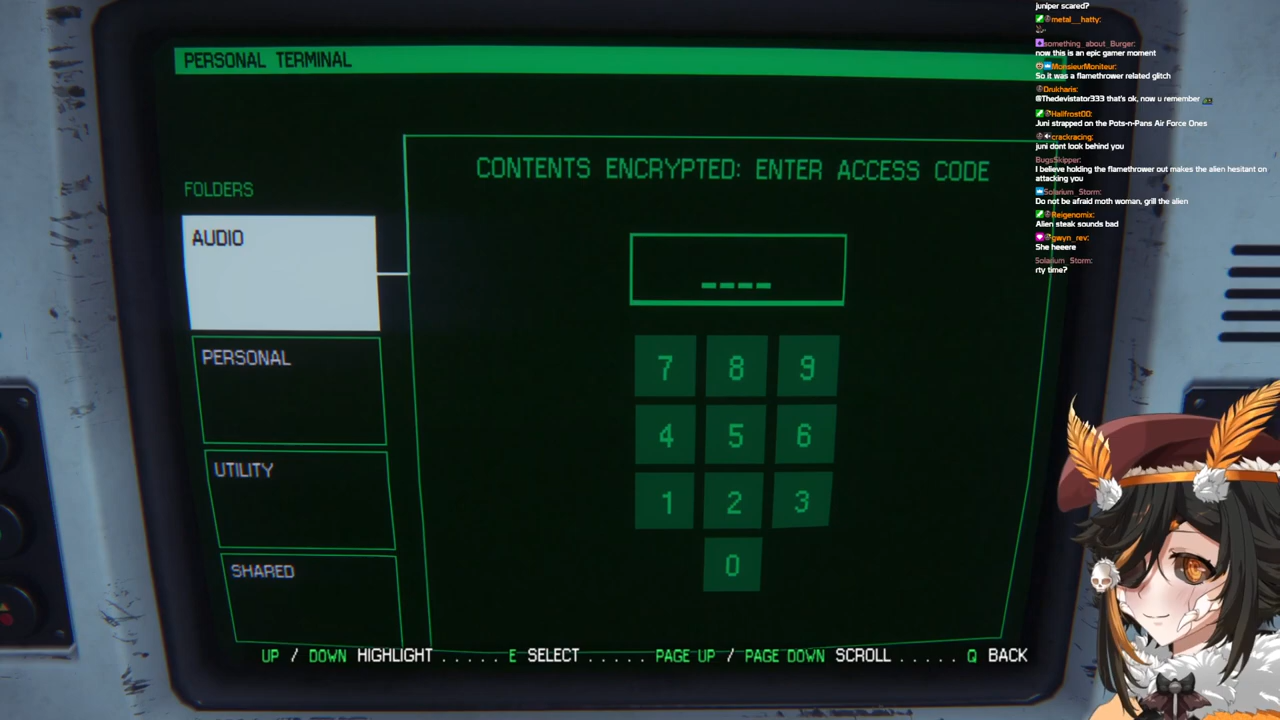 PERSONAL TERMINAL
FOLDERS
AUDIO
PERSONAL
UTILITY
SHARED
CONTENTS ENCRYPTED: ENTER ACCESS CODE
_ _ _ _
7 8 9
4 5 6
1 2 3
0
UP / DOWN HIGHLIGHT . . . . . E SELECT . . . . . PAGE UP / PAGE DOWN SCROLL . . . . . Q BACK
juniper scared?
metal__hatty:
something_about_Burger:
now this is an epic gamer moment
MonsieurMoniteur:
So it was a flamethrower related glitch
Drukharis:
@Thedevistator333 that's ok, now u remember
Hallfrost00:
Juni strapped on the Pots-n-Pans Air Force Ones
crackracing:
juni dont look behind you
BugsSkipper:
I believe holding the flamethrower out makes the alien hesitant on
attacking you
Solarium_Storm:
Do not be afraid moth woman, grill the alien
Reigenomix:
Alien steak sounds bad
gwyn_rev:
She heeere
Solarium_Storm:
rty time?